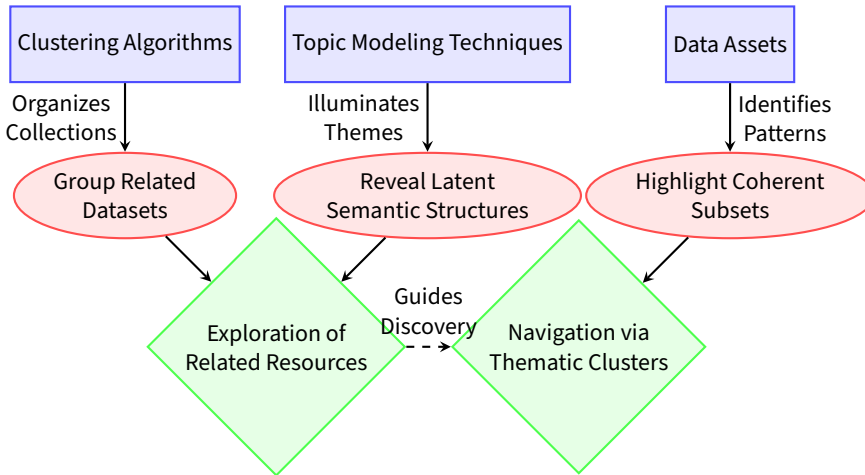 Clustering Algorithms
Topic Modeling Techniques
Data Assets
Organizes
Collections
Illuminates
Themes
Identifies
Patterns
Group Related
Datasets
Reveal Latent
Semantic Structures
Highlight Coherent
Subsets
Guides
Discovery
Exploration of
Related Resources
Navigation via
Thematic Clusters